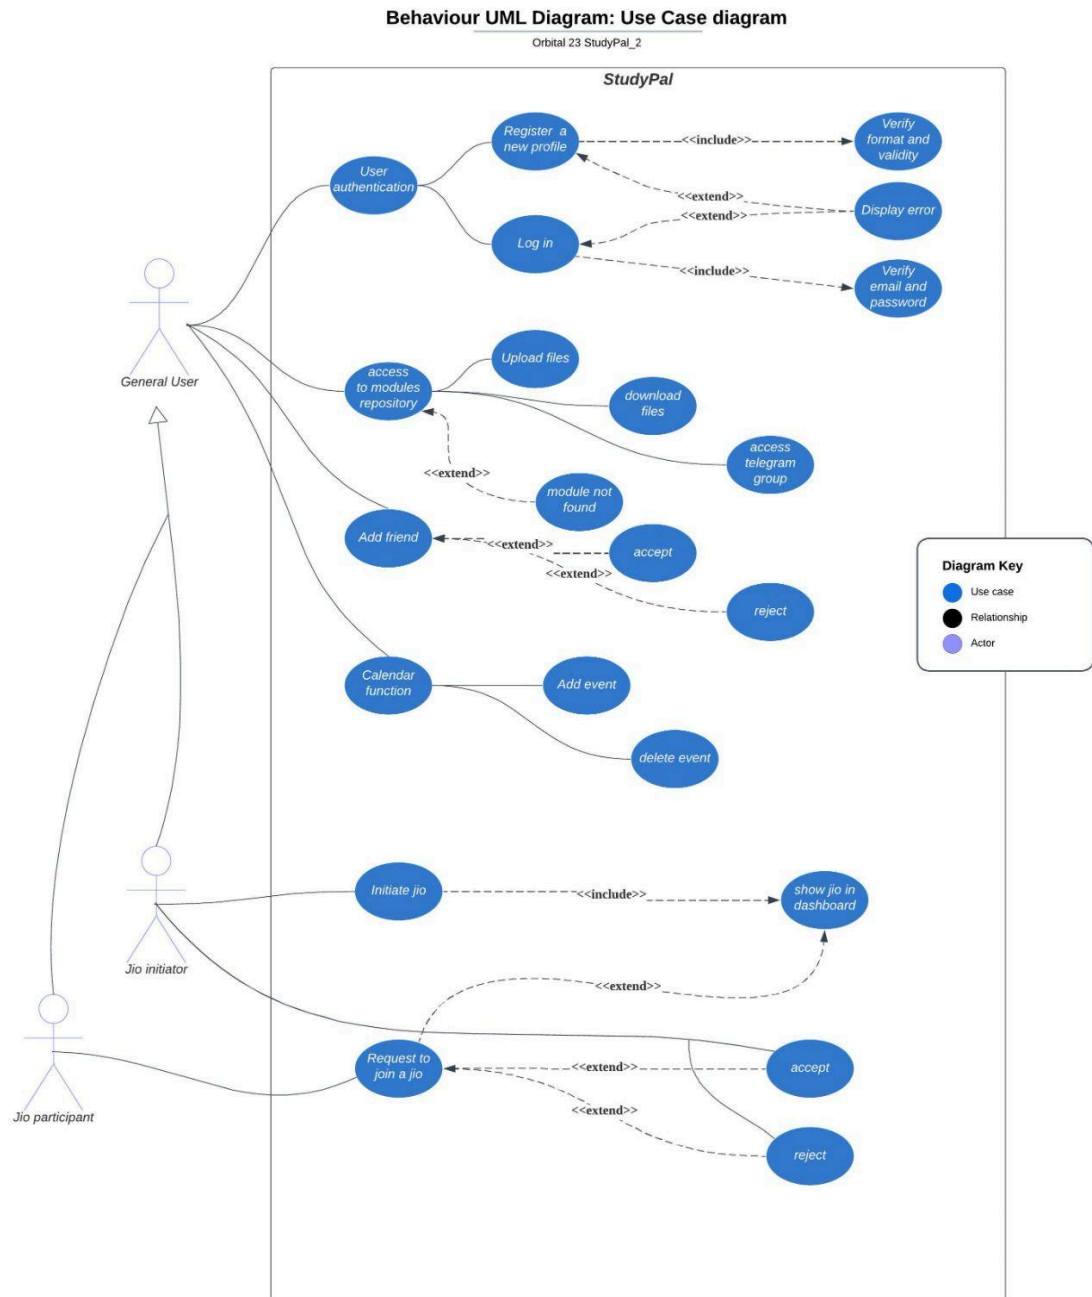 Behaviour UML Diagram: Use Case diagram
Orbital 23 StudyPal_2
StudyPal
Register a
new profile
<<include>>
Verify
format and
validity
User
authentication
<<extend>>
Display error
<<extend>>
Log in
<<include>>
Verify
email and
password
General User
Upload files
access
to modules
repository
download
files
access
telegram
group
<<extend>>
module not
found
Add friend
<<extend>>
accept
<<extend>>
reject
Diagram Key
Use case
Relationship
Actor
Calendar
function
Add event
delete event
Initiate jio
<<include>>
show jio in
dashboard
Jio initiator
<<extend>>
Request to
join a jio
<<extend>>
accept
Jio participant
<<extend>>
reject